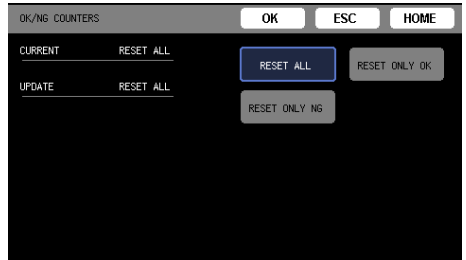 OK/NG COUNTERS OK ESC HOME
CURRENT RESET ALL
RESET ALL RESET ONLY OK
UPDATE RESET ALL
RESET ONLY NG